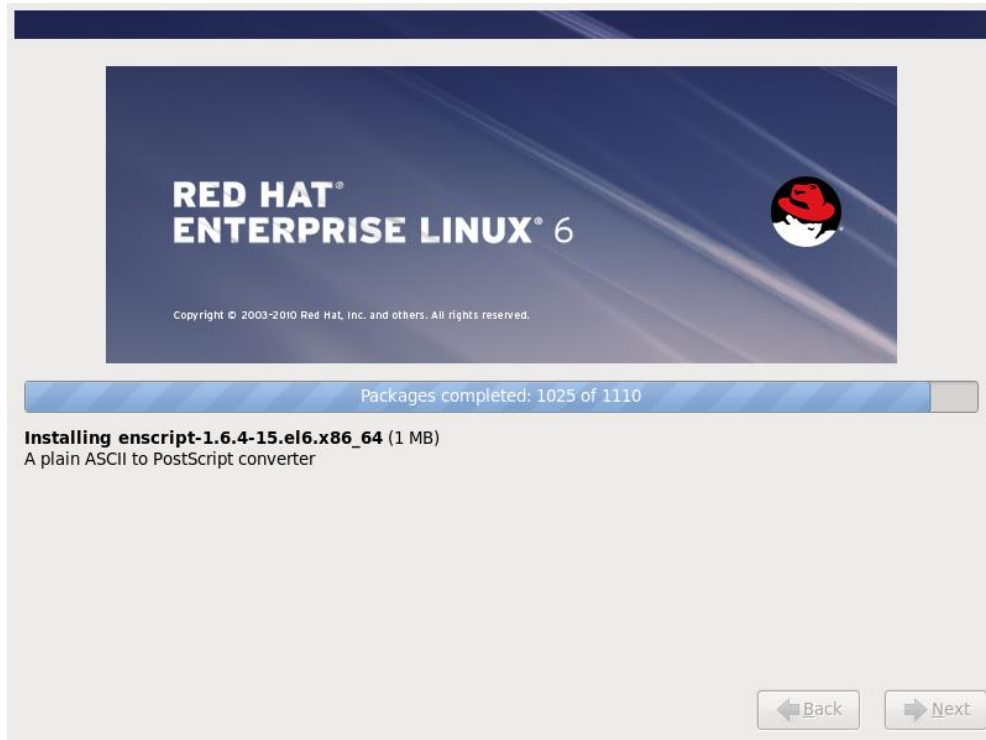 RED HAT®
ENTERPRISE LINUX® 6
Copyright © 2003-2010 Red Hat, Inc. and others. All rights reserved.
Packages completed: 1025 of 1110
Installing enscript-1.6.4-15.el6.x86_64 (1 MB)
A plain ASCII to PostScript converter
Back
Next